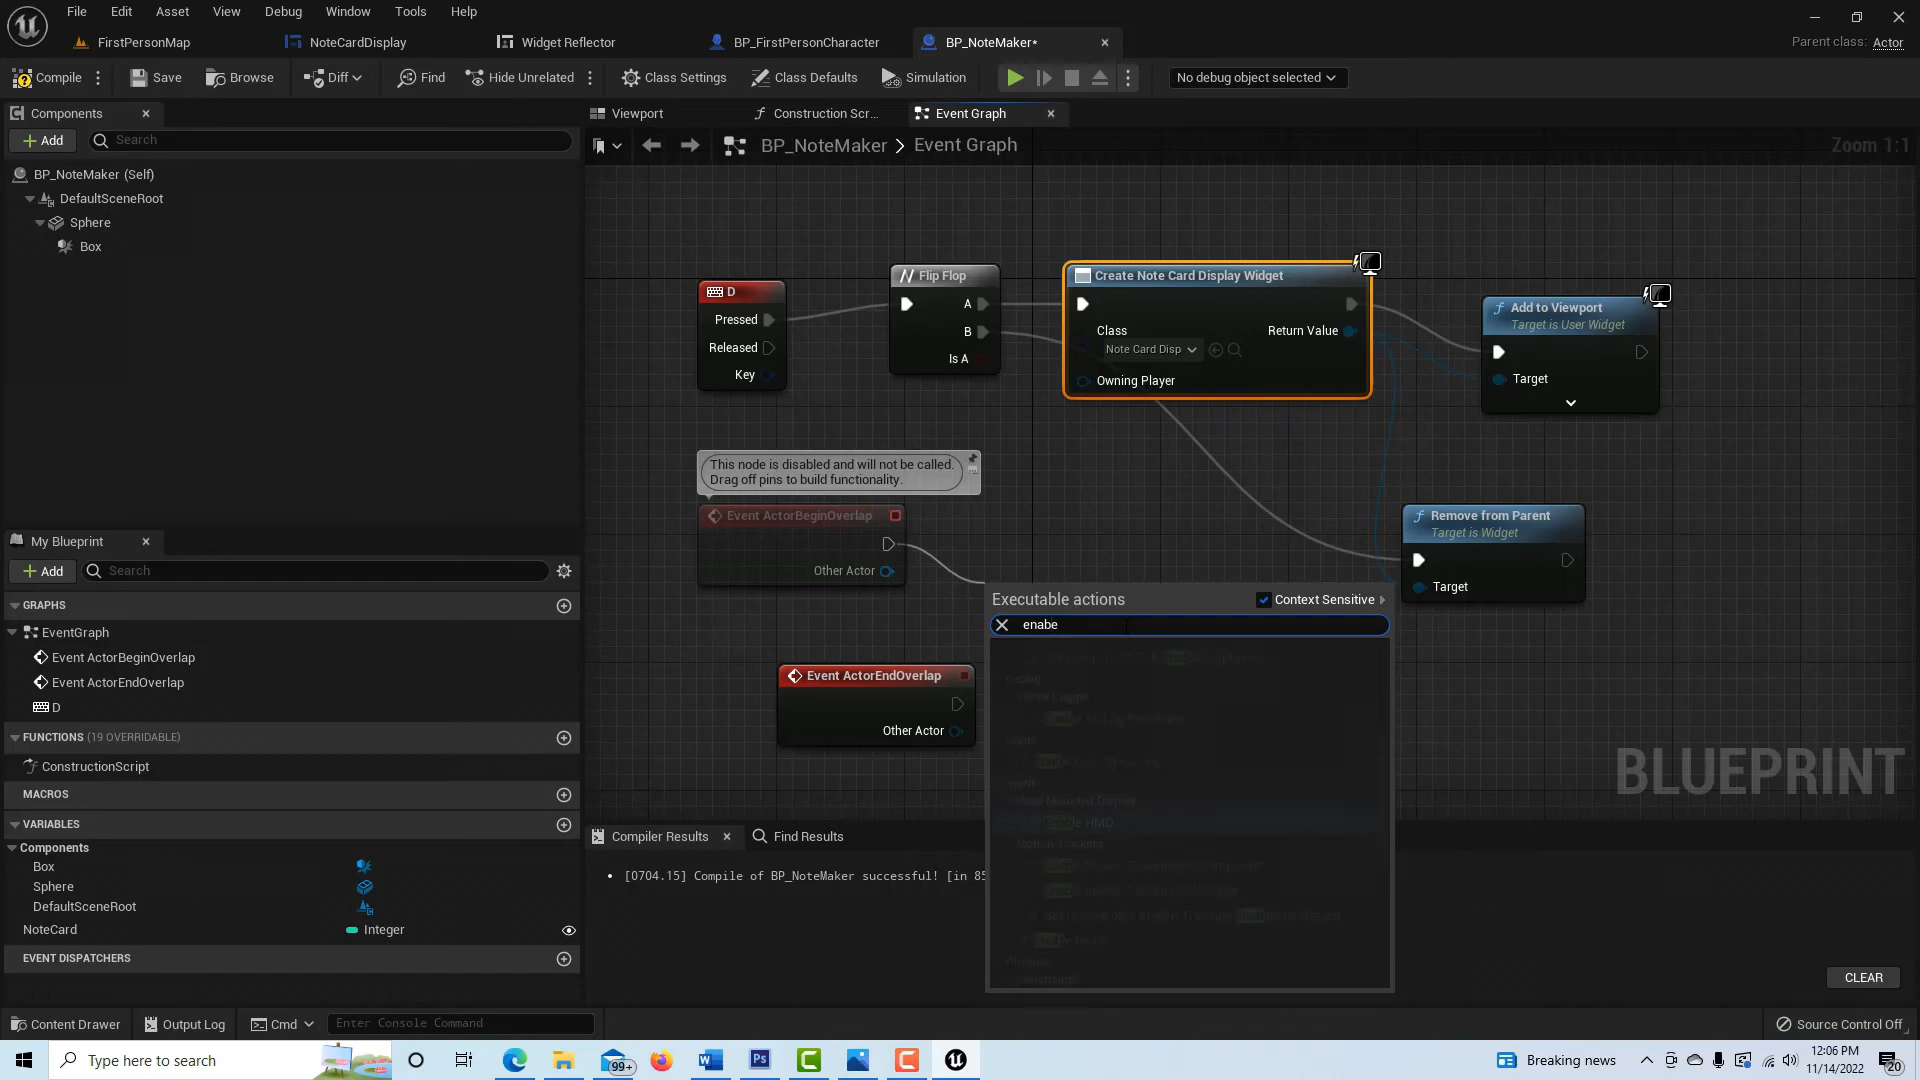 File Edit Asset View Debug Window Tools Help
FirstPersonMap NoteCardDisplay Widget Reflector BP_FirstPersonCharacter BP_NoteMaker* Parent class: Actor
Compile Save Browse Diff Find Hide Unrelated Class Settings Class Defaults Simulation No debug object selected
Components Viewport Construction Scr... Event Graph
Add Search BP_NoteMaker > Event Graph Zoom 1:1
BP_NoteMaker (Self)
DefaultSceneRoot
Sphere
Box
D
Pressed
Released
Key
Flip Flop
A
B
Is A
Create Note Card Display Widget
Class Return Value
Note Card Disp
Owning Player
Add to Viewport
Target is User Widget
Target
This node is disabled and will not be called.
Drag off pins to build functionality.
Event ActorBeginOverlap
Other Actor
Remove from Parent
Target is Widget
Target
Event ActorEndOverlap
Other Actor
Executable actions Context Sensitive
enabe
Enable HMD
Motion Tracking
BLUEPRINT
My Blueprint
Add Search
GRAPHS
EventGraph
Event ActorBeginOverlap
Event ActorEndOverlap
D
FUNCTIONS (19 OVERRIDABLE)
ConstructionScript
MACROS
VARIABLES
Components
Box
Sphere
DefaultSceneRoot
NoteCard Integer
EVENT DISPATCHERS
Compiler Results Find Results
• [0704.15] Compile of BP_NoteMaker successful! [in 85
CLEAR
Content Drawer Output Log Cmd Enter Console Command Source Control Off
Type here to search 99+ Breaking news 12:06 PM
11/14/2022 20